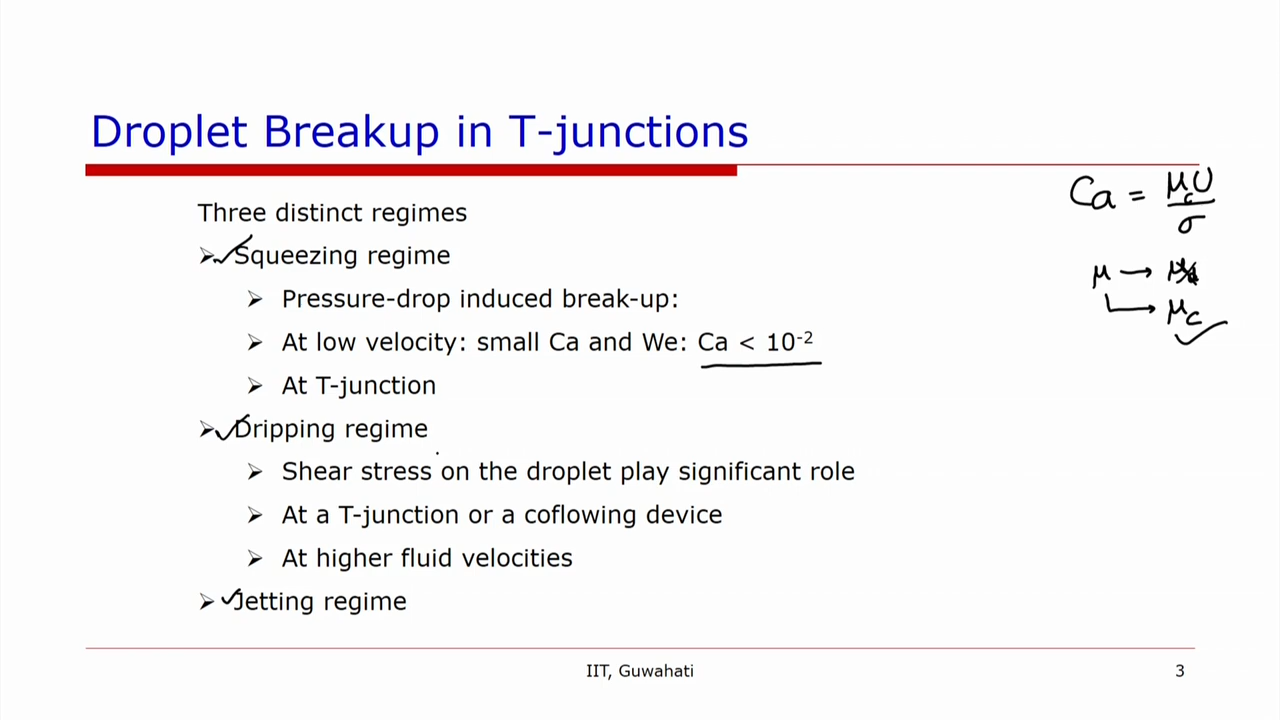 Droplet Breakup in T-junctions
Ca = μcU/σ
Three distinct regimes
Squeezing regime
Pressure-drop induced break-up:
At low velocity: small Ca and We: Ca < 10⁻²
μ →
→ μc
At T-junction
Dripping regime
Shear stress on the droplet play significant role
At a T-junction or a coflowing device
At higher fluid velocities
Jetting regime
IIT, Guwahati
3